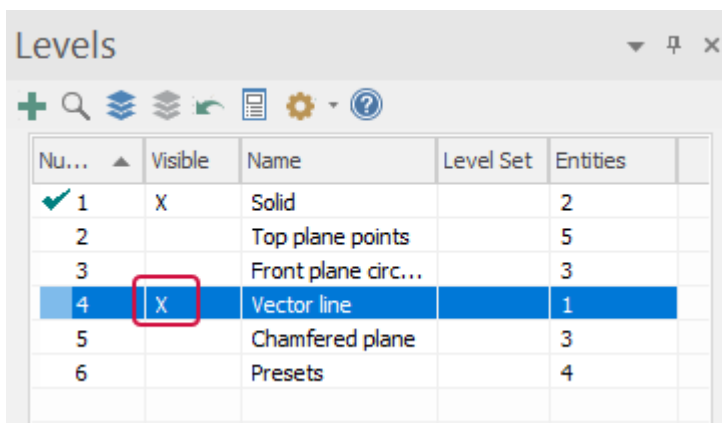 Levels
Nu... Visible Name Level Set Entities
1 X Solid 2
2 Top plane points 5
3 Front plane circ... 3
4 X Vector line 1
5 Chamfered plane 3
6 Presets 4